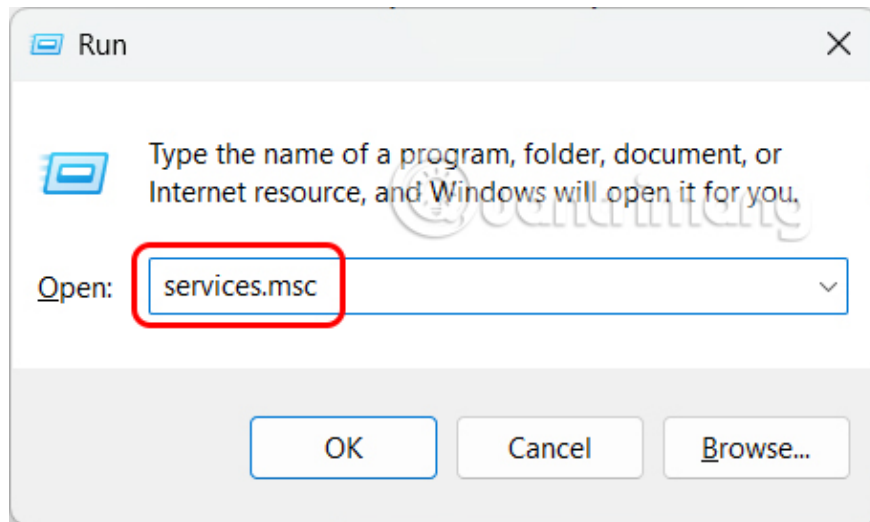 Run
Type the name of a program, folder, document, or
Internet resource, and Windows will open it for you.
Quantrimang
Open: services.msc
OK Cancel Browse...